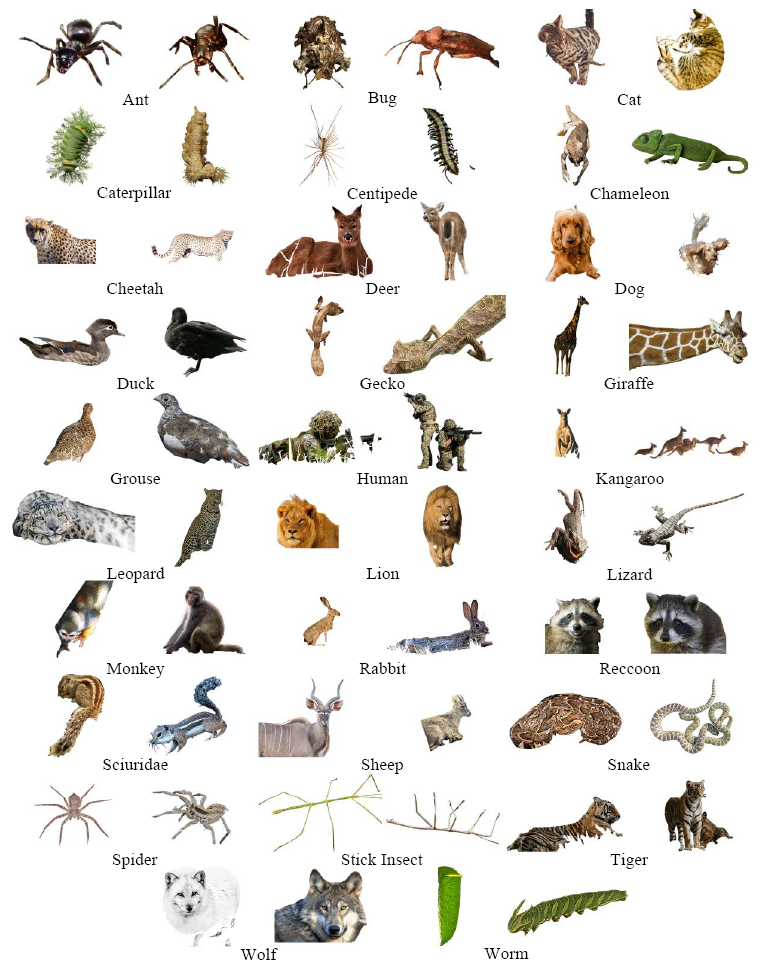 Ant Bug Cat
Caterpillar Centipede Chameleon
Cheetah Deer Dog
Duck Gecko Giraffe
Grouse Human Kangaroo
Leopard Lion Lizard
Monkey Rabbit Reccoon
Sciuridae Sheep Snake
Spider Stick Insect Tiger
Wolf Worm